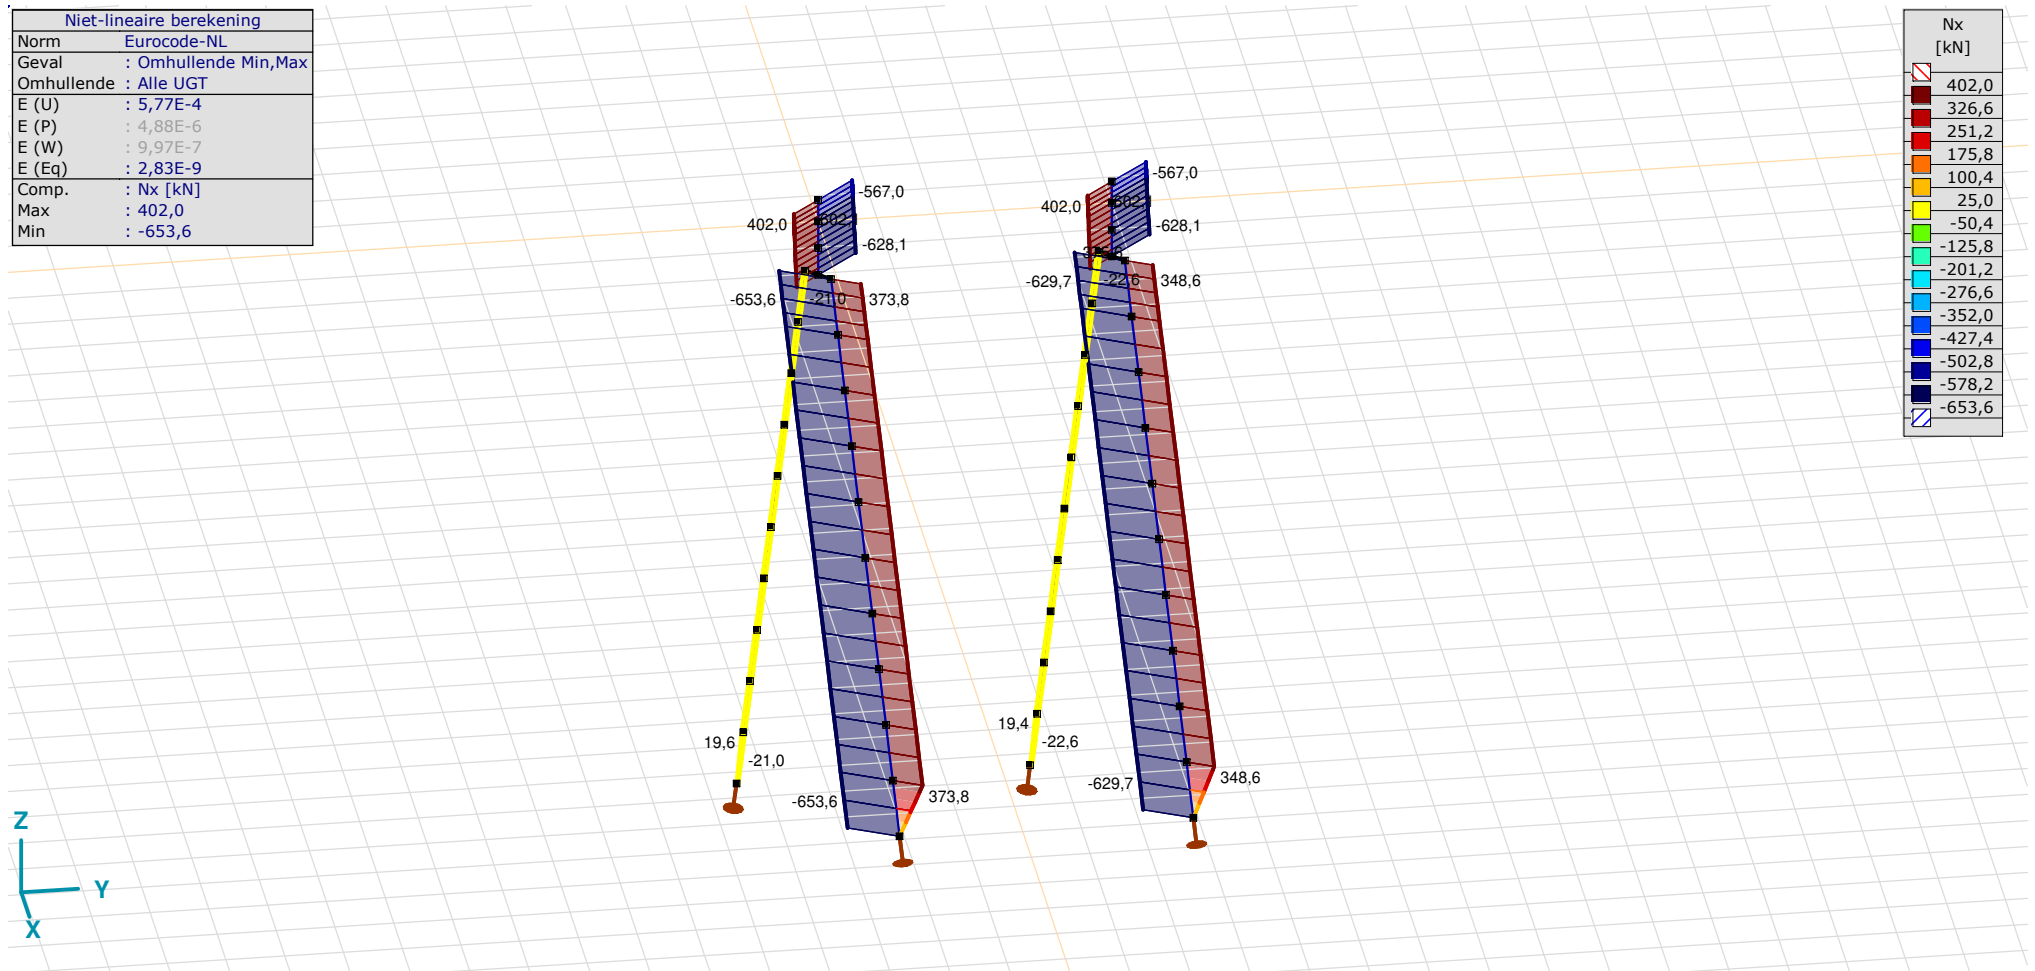 Niet-lineaire berekening
Norm Eurocode-NL
Geval : Omhullende Min,Max
Omhullende : Alle UGT
E (U) : 5,77E-4
E (P) : 4,88E-6
E (W) : 9,97E-7
E (Eq) : 2,83E-9
Comp. : Nx [kN]
Max : 402,0
Min : -653,6
Nx
[kN]
402,0
326,6
251,2
175,8
100,4
25,0
-50,4
-125,8
-201,2
-276,6
-352,0
-427,4
-502,8
-578,2
-653,6
-567,0
402,0
-628,1
-653,6
-21,0
373,8
19,6
-21,0
-653,6
373,8
-567,0
402,0
-628,1
-629,7
-22,6
348,6
19,4
-22,6
-629,7
348,6
Z
Y
X